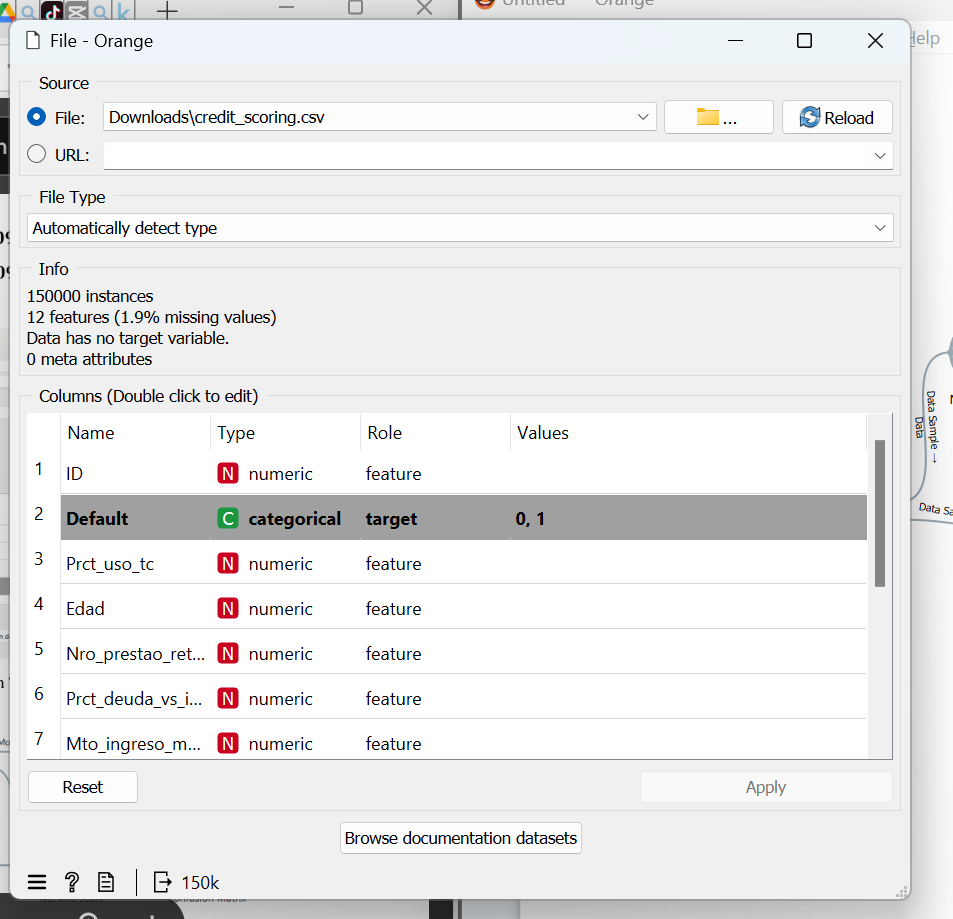 Untitled
Orange
File - Orange
Help
Source
File:
Downloads\credit_scoring.csv
...
Reload
URL:
File Type
Automatically detect type
Info
150000 instances
12 features (1.9% missing values)
Data has no target variable.
0 meta attributes
Columns (Double click to edit)
Name Type Role Values
1 ID N numeric feature
2 Default C categorical target 0, 1
3 Prct_uso_tc N numeric feature
4 Edad N numeric feature
5 Nro_prestao_ret... N numeric feature
6 Prct_deuda_vs_i... N numeric feature
7 Mto_ingreso_m... N numeric feature
Reset
Apply
Browse documentation datasets
150k
Data Sample →
Data
Data Sa